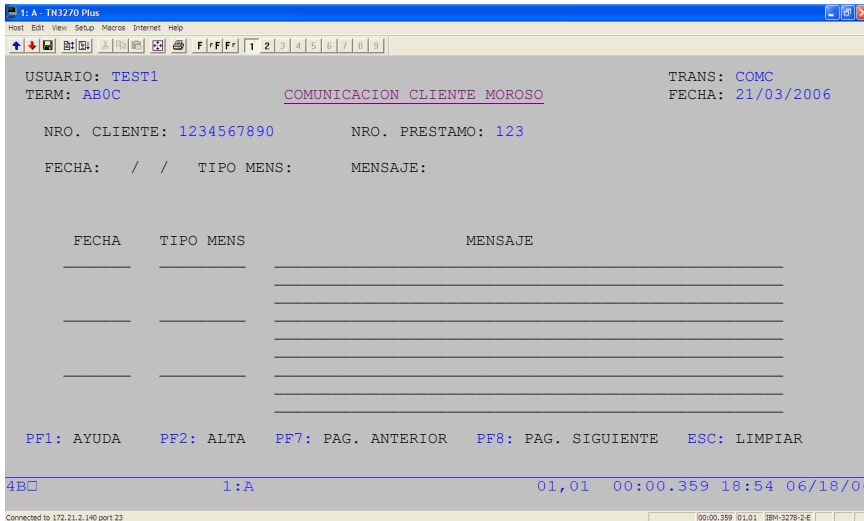 1: A - TN3270 Plus
Host Edit View Setup Macros Internet Help
F F F 1 2 3 4 5 6 7 8 9
USUARIO: TEST1 TRANS: COMC
TERM: AB0C COMUNICACION CLIENTE MOROSO FECHA: 21/03/2006
NRO. CLIENTE: 1234567890 NRO. PRESTAMO: 123
FECHA: / / TIPO MENS: MENSAJE:
FECHA TIPO MENS MENSAJE
PF1: AYUDA PF2: ALTA PF7: PAG. ANTERIOR PF8: PAG. SIGUIENTE ESC: LIMPIAR
4B 1:A 01,01 00:00.359 18:54 06/18/0
Connected to 172.21.2.140 port 23 00:00.359 01,01 IBM-3278-2-E